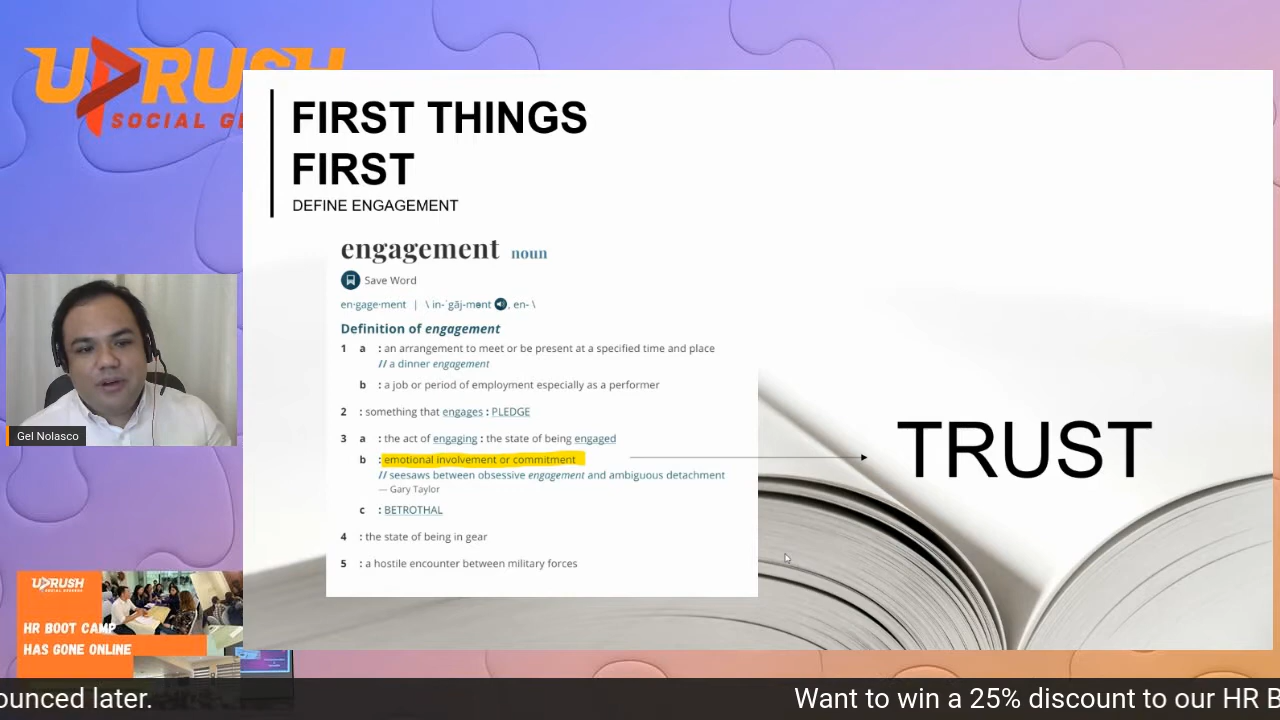 UPRUSH
SOCIAL
FIRST THINGS
FIRST
DEFINE ENGAGEMENT
engagement noun
Save Word
en·gage·ment | \ in-ˈgāj-mənt , en- \
Definition of engagement
1 a : an arrangement to meet or be present at a specified time and place
// a dinner engagement
b : a job or period of employment especially as a performer
2 : something that engages : PLEDGE
3 a : the act of engaging : the state of being engaged
b : emotional involvement or commitment
// seesaws between obsessive engagement and ambiguous detachment
— Gary Taylor
c : BETROTHAL
4 : the state of being in gear
5 : a hostile encounter between military forces
TRUST
Gel Nolasco
UPRUSH
HR BOOT CAMP
HAS GONE ONLINE
ounced later.
Want to win a 25% discount to our HR B